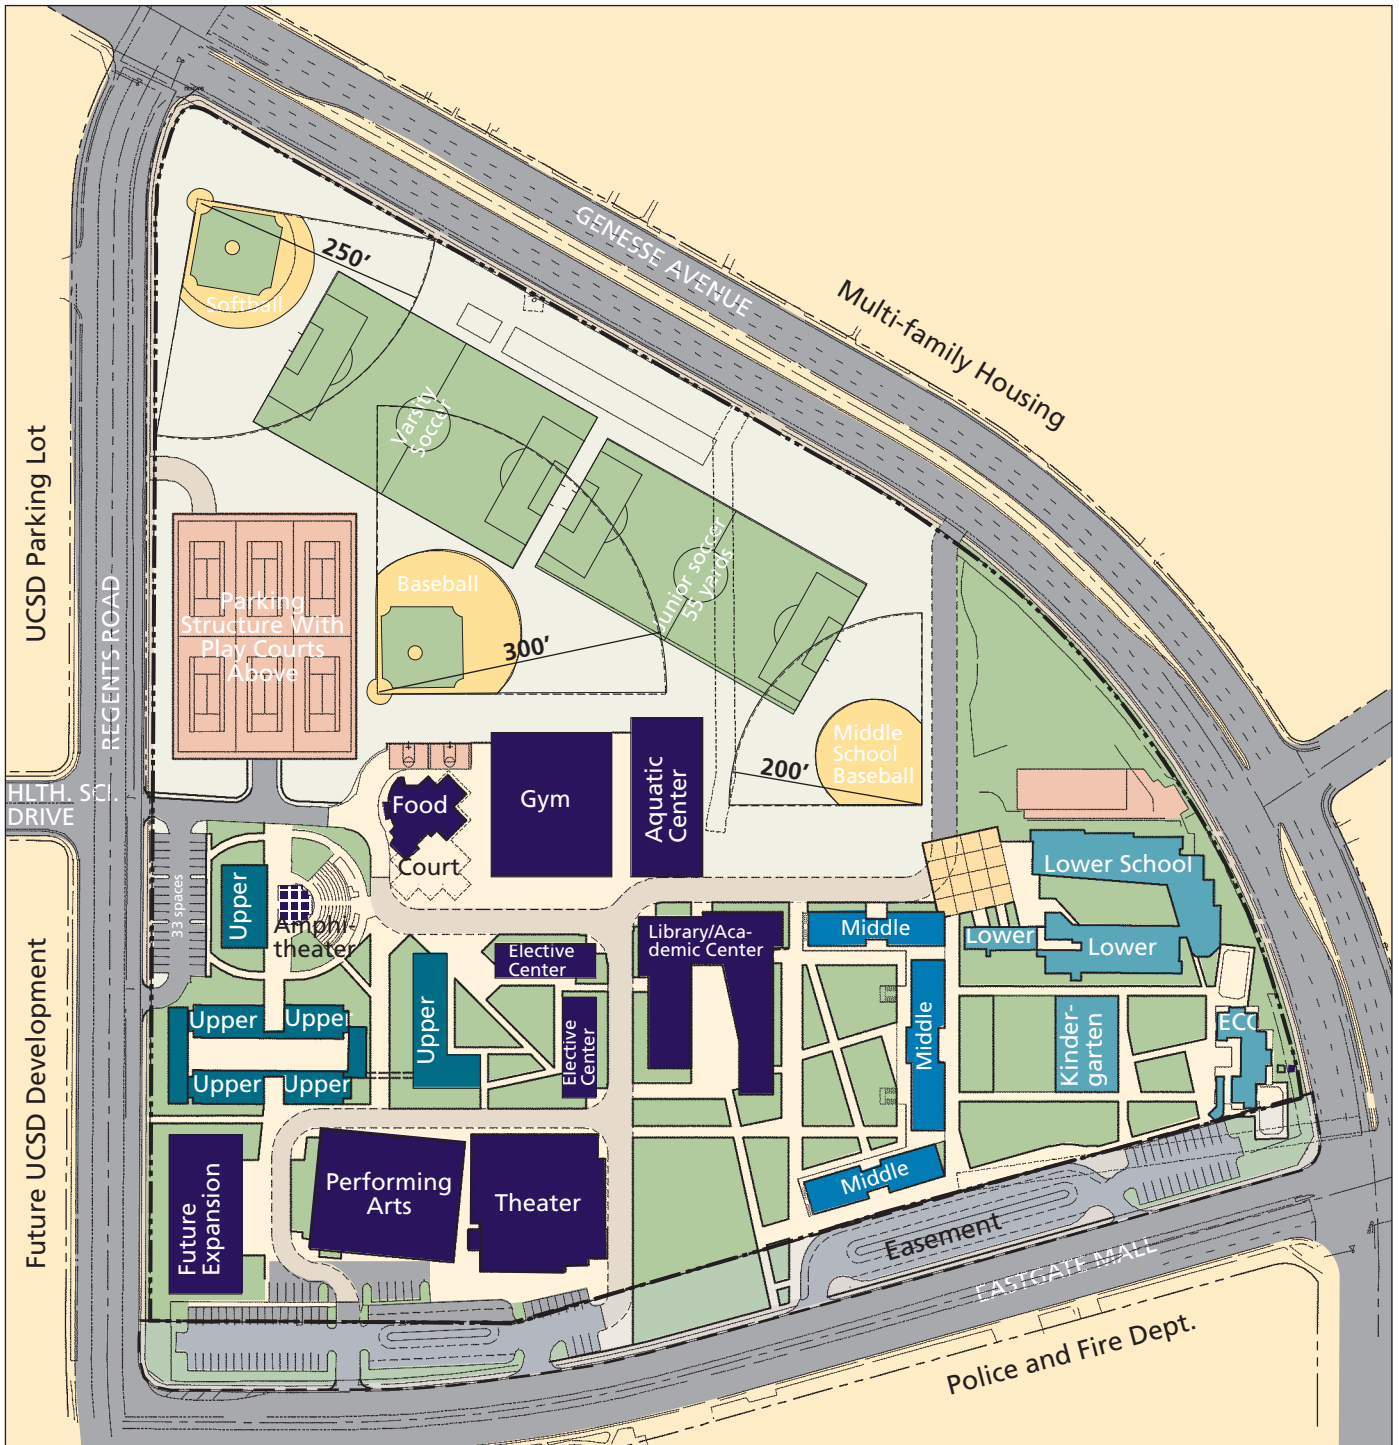 GENESSE AVENUE
Multi-family Housing
250’
Softball
Varsity
soccer
UCSD Parking Lot
REGENTS ROAD
Junior soccer
55 yards
Baseball
300’
Parking
Structure With
Play Courts
Above
Middle
School
Baseball
200’
HLTH. SCI.
DRIVE
Food
Court
Gym
Aquatic
Center
Lower School
Lower
Lower
33 spaces
Upper
Amphi-
theater
Elective
Center
Library/Aca-
demic Center
Middle
Upper
Upper
Upper
Elective
Center
Middle
Kinder-
garten
ECC
Upper
Upper
Future UCSD Development
Future
Expansion
Performing
Arts
Theater
Middle
Easement
EASTGATE MALL
Police and Fire Dept.